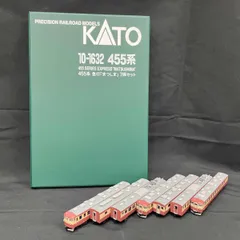 PRECISION RAILROAD MODELS
KATO
10-1632 455系
455 SERIES EXPRESS "MATSUSHIMA"
455系 急行「まつしま」7両セット